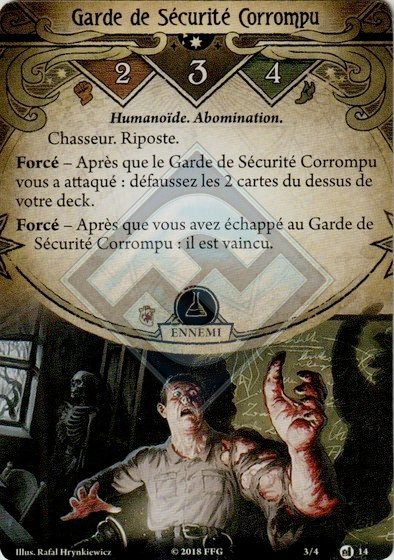 Garde de Sécurité Corrompu
2 3 4
Humanoïde. Abomination.
Chasseur. Riposte.
Forcé – Après que le Garde de Sécurité Corrompu
vous a attaqué : défaussez les 2 cartes du dessus de
votre deck.
Forcé – Après que vous avez échappé au Garde de
Sécurité Corrompu : il est vaincu.
ENNEMI
Illus. Rafal Hrynkiewicz
© 2018 FFG
3/4
14